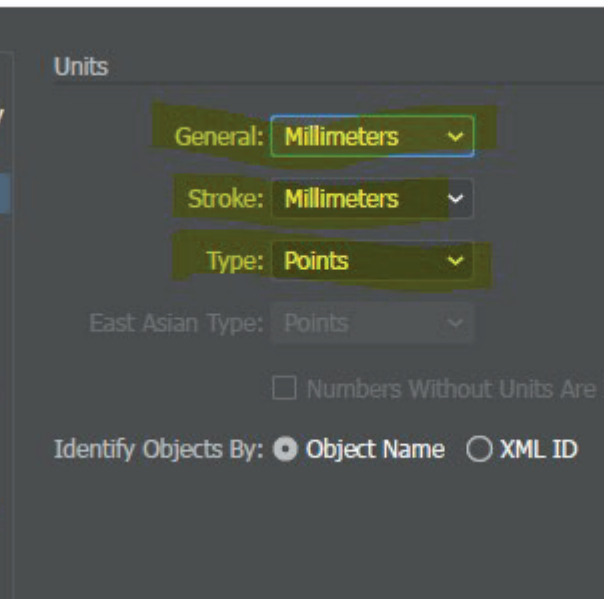 Units
General: Millimeters
Stroke: Millimeters
Type: Points
East Asian Type: Points
Numbers Without Units Are
Identify Objects By: Object Name XML ID